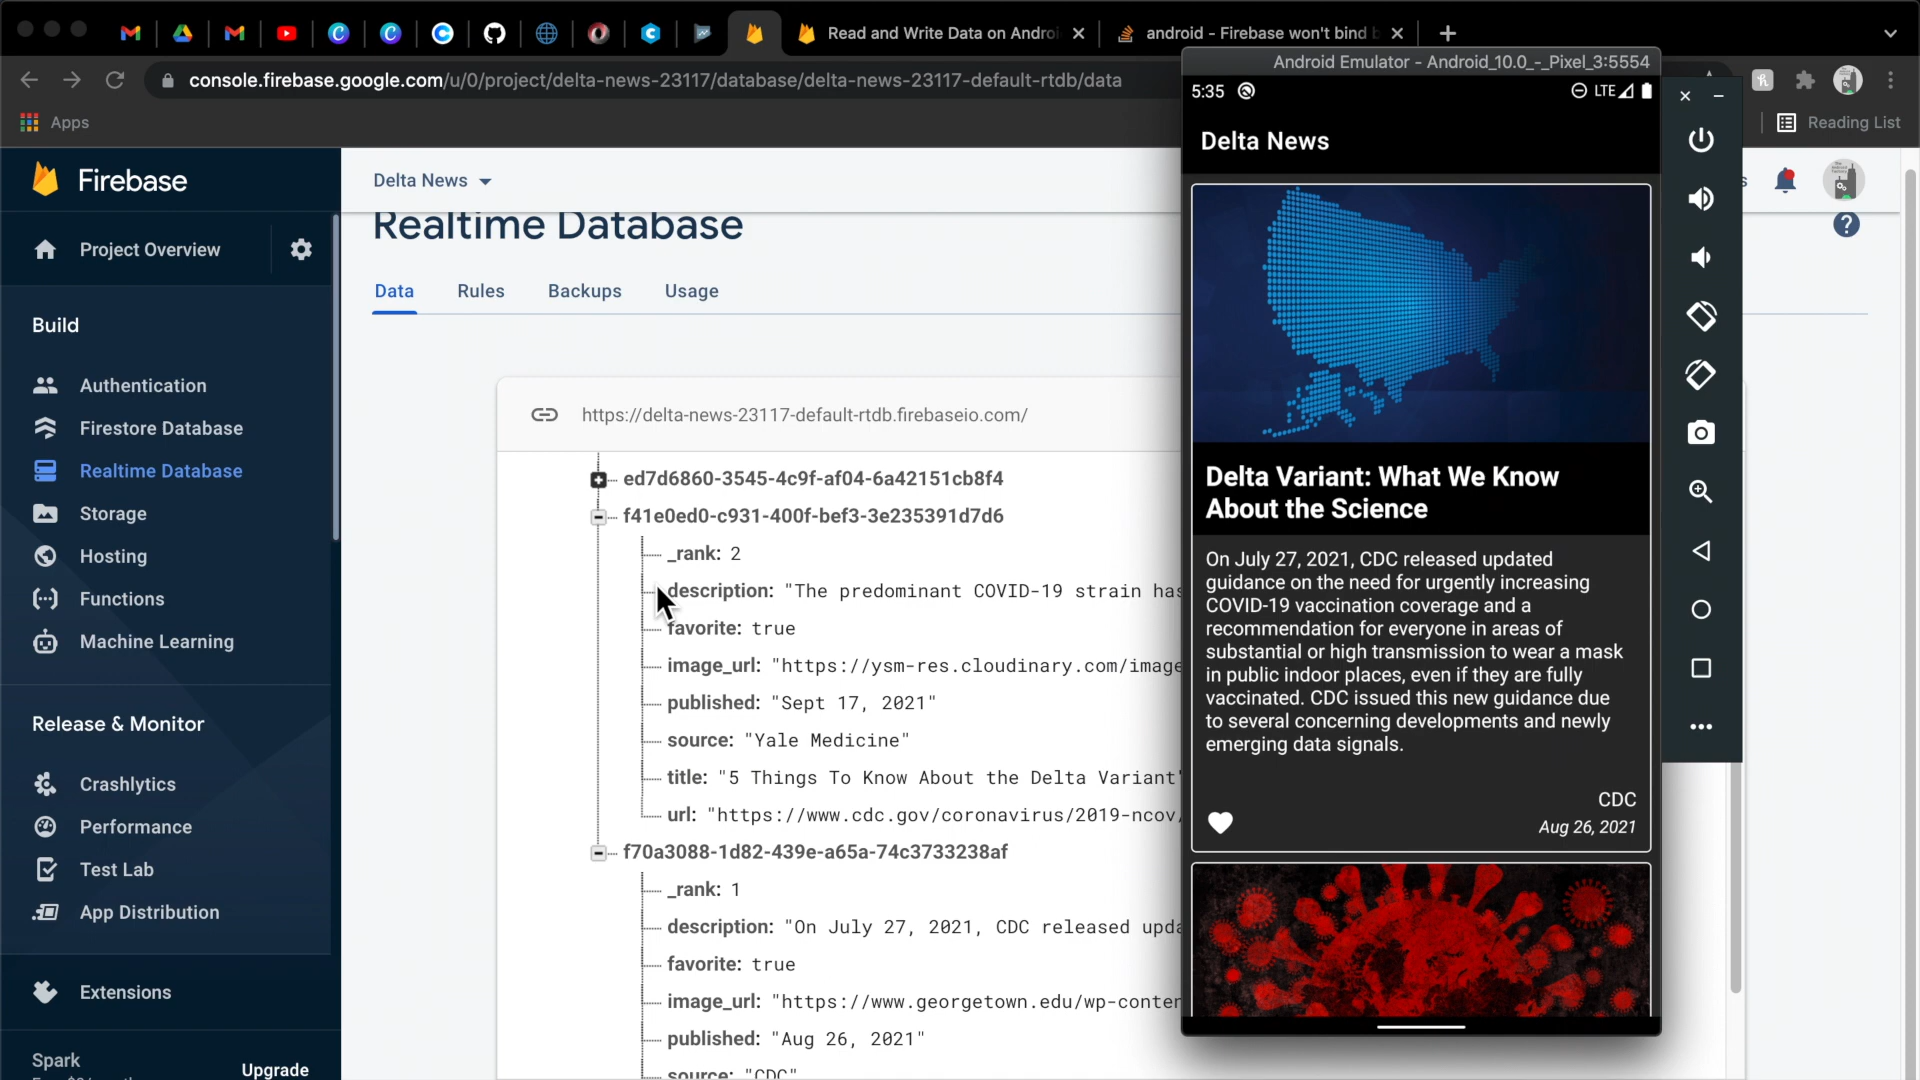 Read and Write Data on Androi
android - Firebase won't bind
console.firebase.google.com/u/0/project/delta-news-23117/database/delta-news-23117-default-rtdb/data
Apps
Reading List
Firebase
Project Overview
Build
Authentication
Firestore Database
Realtime Database
Storage
Hosting
Functions
Machine Learning
Release & Monitor
Crashlytics
Performance
Test Lab
App Distribution
Extensions
Spark
Upgrade
Delta News
Realtime Database
Data
Rules
Backups
Usage
https://delta-news-23117-default-rtdb.firebaseio.com/
ed7d6860-3545-4c9f-af04-6a42151cb8f4
f41e0ed0-c931-400f-bef3-3e235391d7d6
_rank: 2
description: "The predominant COVID-19 strain has
favorite: true
image_url: "https://ysm-res.cloudinary.com/image
published: "Sept 17, 2021"
source: "Yale Medicine"
title: "5 Things To Know About the Delta Variant"
url: "https://www.cdc.gov/coronavirus/2019-ncov/
f70a3088-1d82-439e-a65a-74c3733238af
_rank: 1
description: "On July 27, 2021, CDC released upda
favorite: true
image_url: "https://www.georgetown.edu/wp-conter
published: "Aug 26, 2021"
source: "CDC"
Android Emulator - Android_10.0_-_Pixel_3:5554
5:35
LTE
Delta News
Delta Variant: What We Know
About the Science
On July 27, 2021, CDC released updated
guidance on the need for urgently increasing
COVID-19 vaccination coverage and a
recommendation for everyone in areas of
substantial or high transmission to wear a mask
in public indoor places, even if they are fully
vaccinated. CDC issued this new guidance due
to several concerning developments and newly
emerging data signals.
CDC
Aug 26, 2021